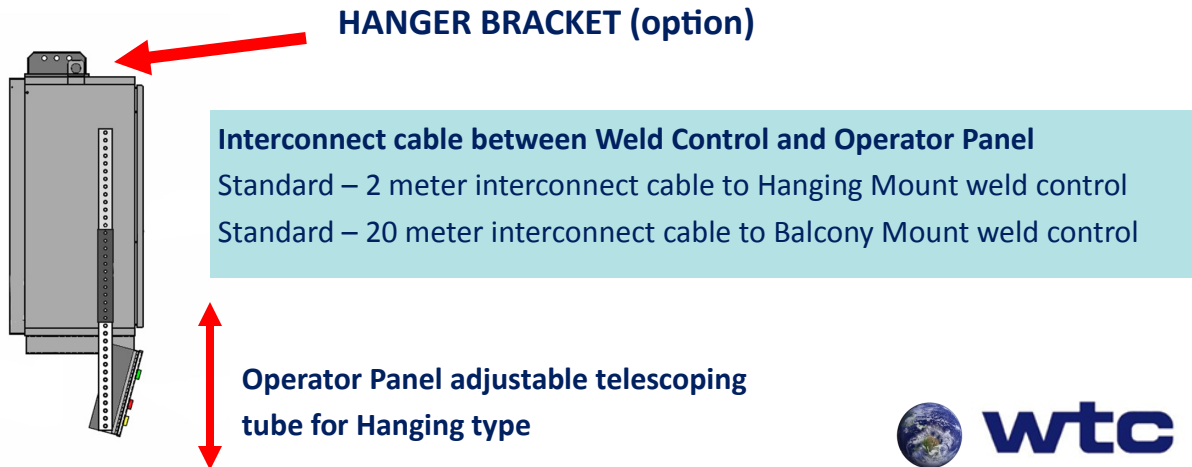 HANGER BRACKET (option)
Interconnect cable between Weld Control and Operator Panel
Standard – 2 meter interconnect cable to Hanging Mount weld control
Standard – 20 meter interconnect cable to Balcony Mount weld control
Operator Panel adjustable telescoping
tube for Hanging type
wtc